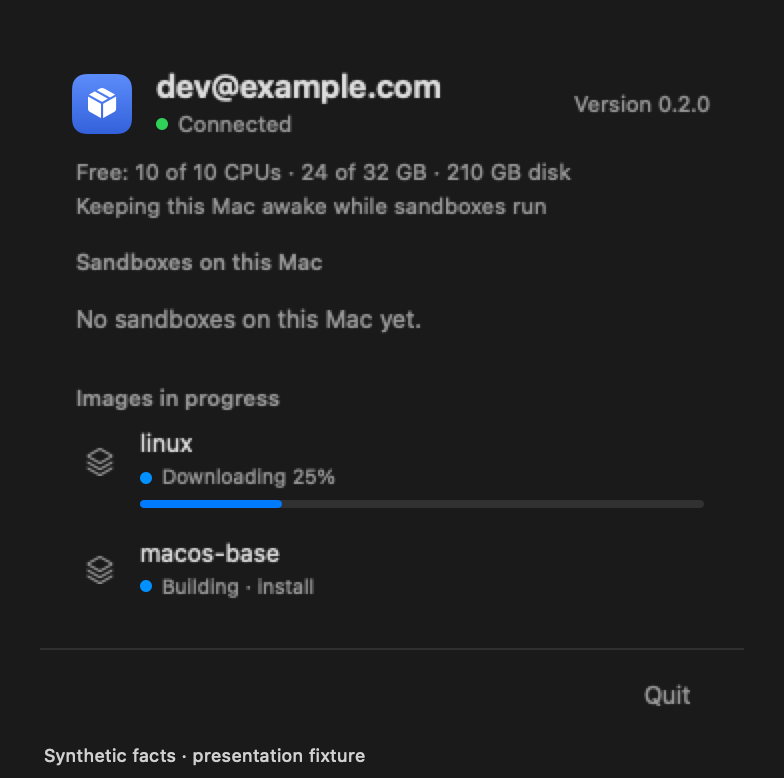 dev@example.com
Connected
Version 0.2.0
Free: 10 of 10 CPUs · 24 of 32 GB · 210 GB disk
Keeping this Mac awake while sandboxes run
Sandboxes on this Mac
No sandboxes on this Mac yet.
Images in progress
linux
Downloading 25%
macos-base
Building · install
Quit
Synthetic facts · presentation fixture